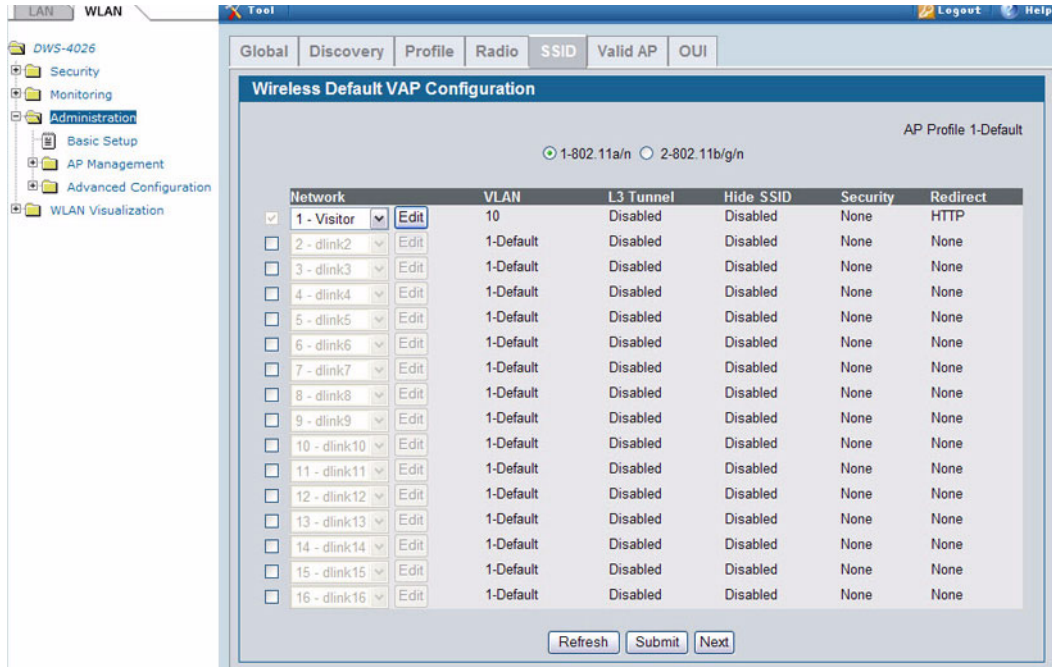 LAN WLAN Tool Logout Help
DWS-4026
Security
Monitoring
Administration
Basic Setup
AP Management
Advanced Configuration
WLAN Visualization
Global Discovery Profile Radio SSID Valid AP OUI
Wireless Default VAP Configuration
AP Profile 1-Default
1-802.11a/n 2-802.11b/g/n
Network VLAN L3 Tunnel Hide SSID Security Redirect
1 - Visitor Edit 10 Disabled Disabled None HTTP
2 - dlink2 Edit 1-Default Disabled Disabled None None
3 - dlink3 Edit 1-Default Disabled Disabled None None
4 - dlink4 Edit 1-Default Disabled Disabled None None
5 - dlink5 Edit 1-Default Disabled Disabled None None
6 - dlink6 Edit 1-Default Disabled Disabled None None
7 - dlink7 Edit 1-Default Disabled Disabled None None
8 - dlink8 Edit 1-Default Disabled Disabled None None
9 - dlink9 Edit 1-Default Disabled Disabled None None
10 - dlink10 Edit 1-Default Disabled Disabled None None
11 - dlink11 Edit 1-Default Disabled Disabled None None
12 - dlink12 Edit 1-Default Disabled Disabled None None
13 - dlink13 Edit 1-Default Disabled Disabled None None
14 - dlink14 Edit 1-Default Disabled Disabled None None
15 - dlink15 Edit 1-Default Disabled Disabled None None
16 - dlink16 Edit 1-Default Disabled Disabled None None
Refresh Submit Next